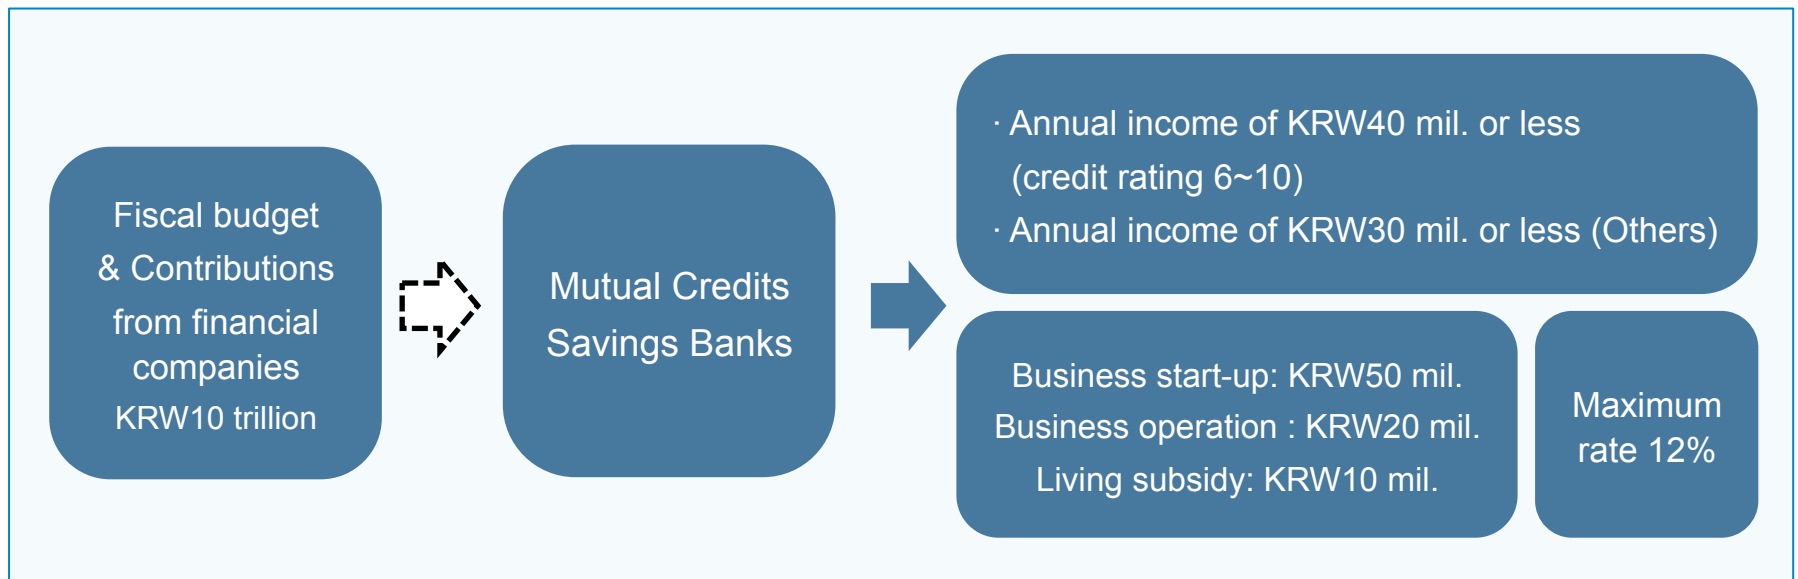 Fiscal budget
& Contributions
from financial
companies
KRW10 trillion
Mutual Credits
Savings Banks
· Annual income of KRW40 mil. or less
(credit rating 6~10)
· Annual income of KRW30 mil. or less (Others)
Business start-up: KRW50 mil.
Business operation : KRW20 mil.
Living subsidy: KRW10 mil.
Maximum
rate 12%